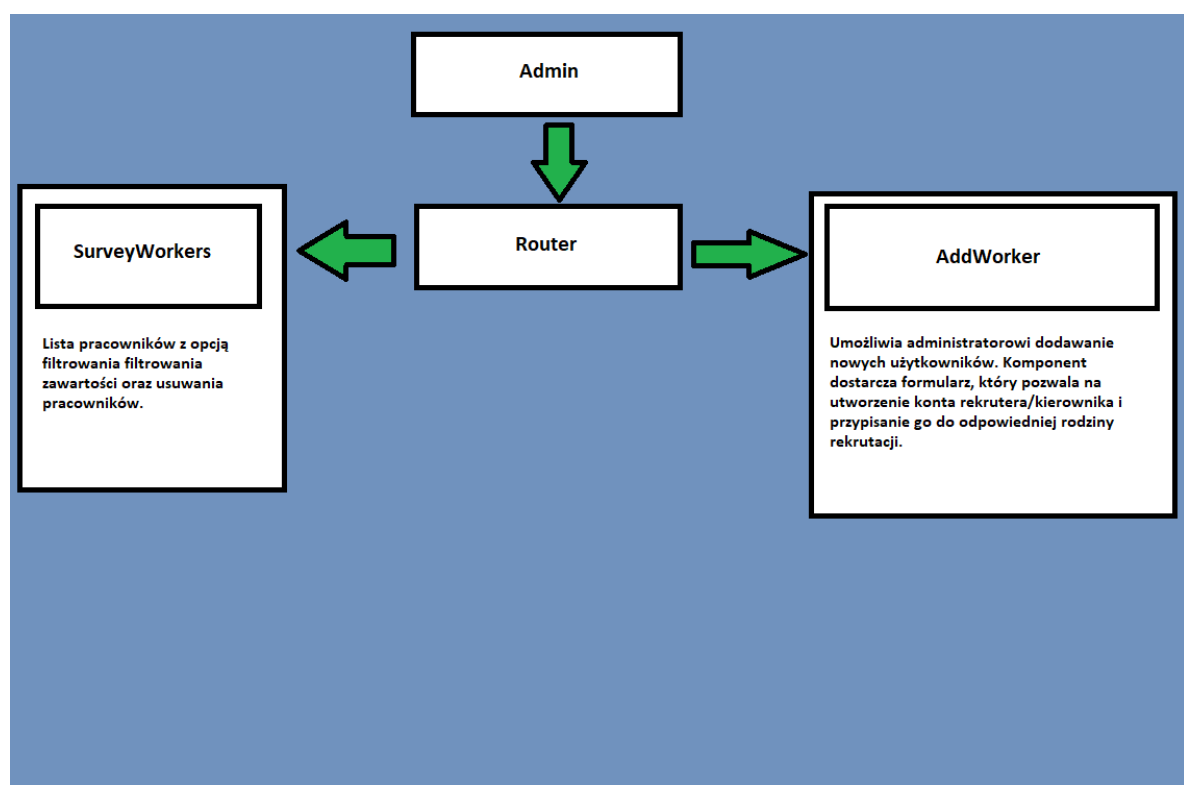 Admin
Router
SurveyWorkers
Lista pracowników z opcją
filtrowania filtrowania
zawartości oraz usuwania
pracowników.
AddWorker
Umożliwia administratorowi dodawanie
nowych użytkowników. Komponent
dostarcza formularz, który pozwala na
utworzenie konta rekrutera/kierownika i
przypisanie go do odpowiedniej rodziny
rekrutacji.